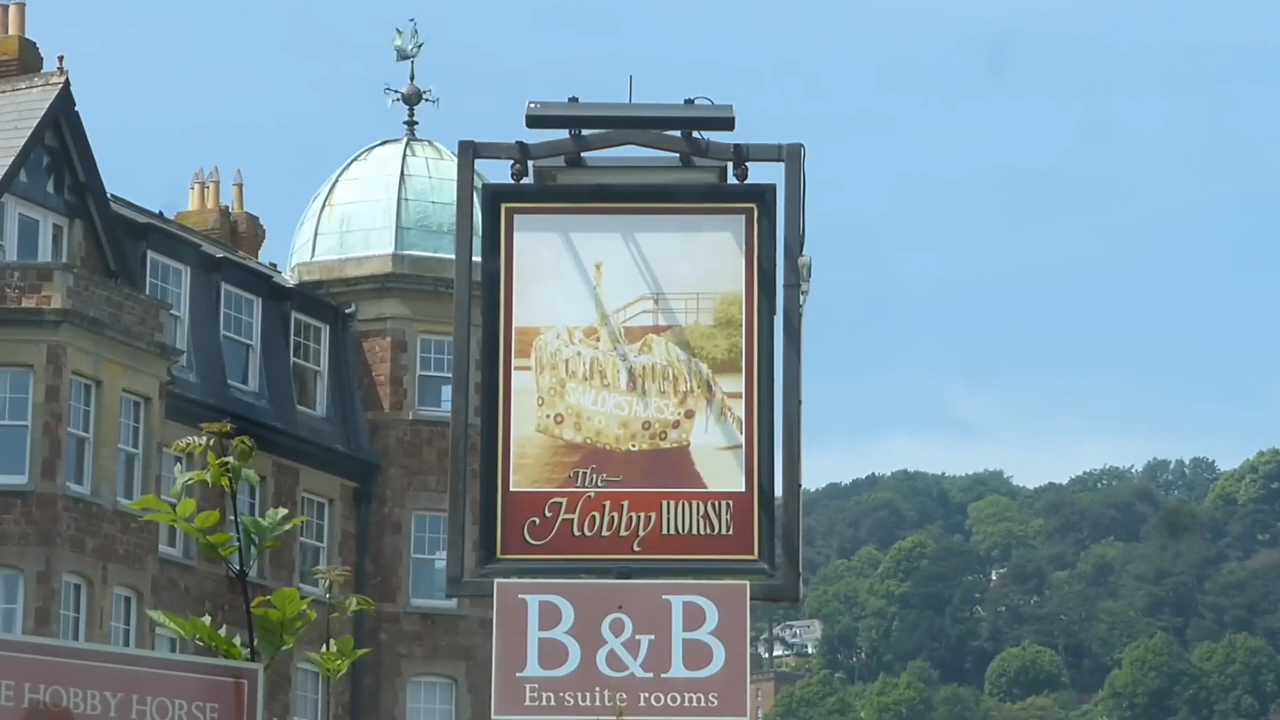 SAILORS HORSE
The
Hobby HORSE
B&B
En-suite rooms
E HOBBY HORSE